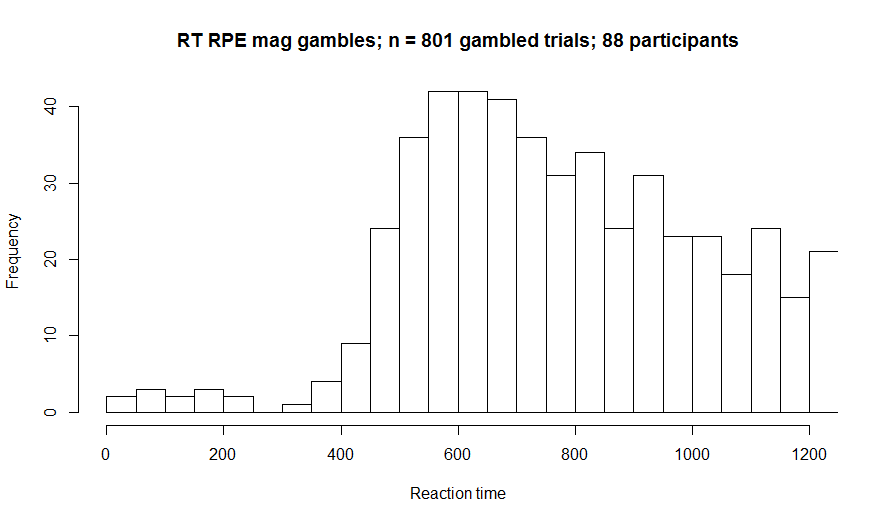 RT RPE mag gambles; n = 801 gambled trials; 88 participants
Frequency
40
30
20
10
0
0 200 400 600 800 1000 1200
Reaction time